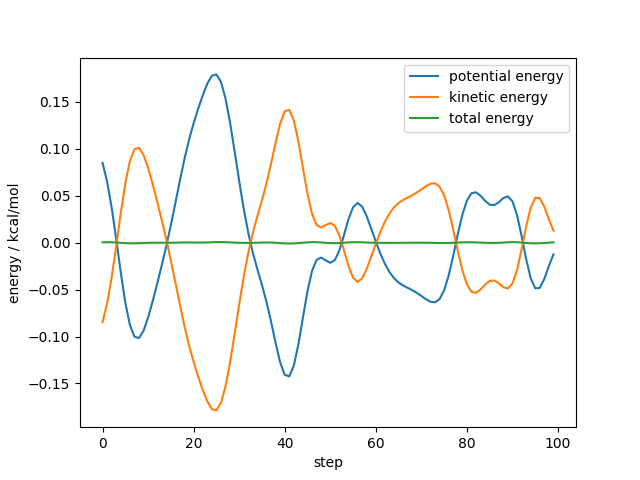 potential energy
kinetic energy
total energy
0.15
0.10
0.05
0.00
−0.05
−0.10
−0.15
energy / kcal/mol
0 20 40 60 80 100
step